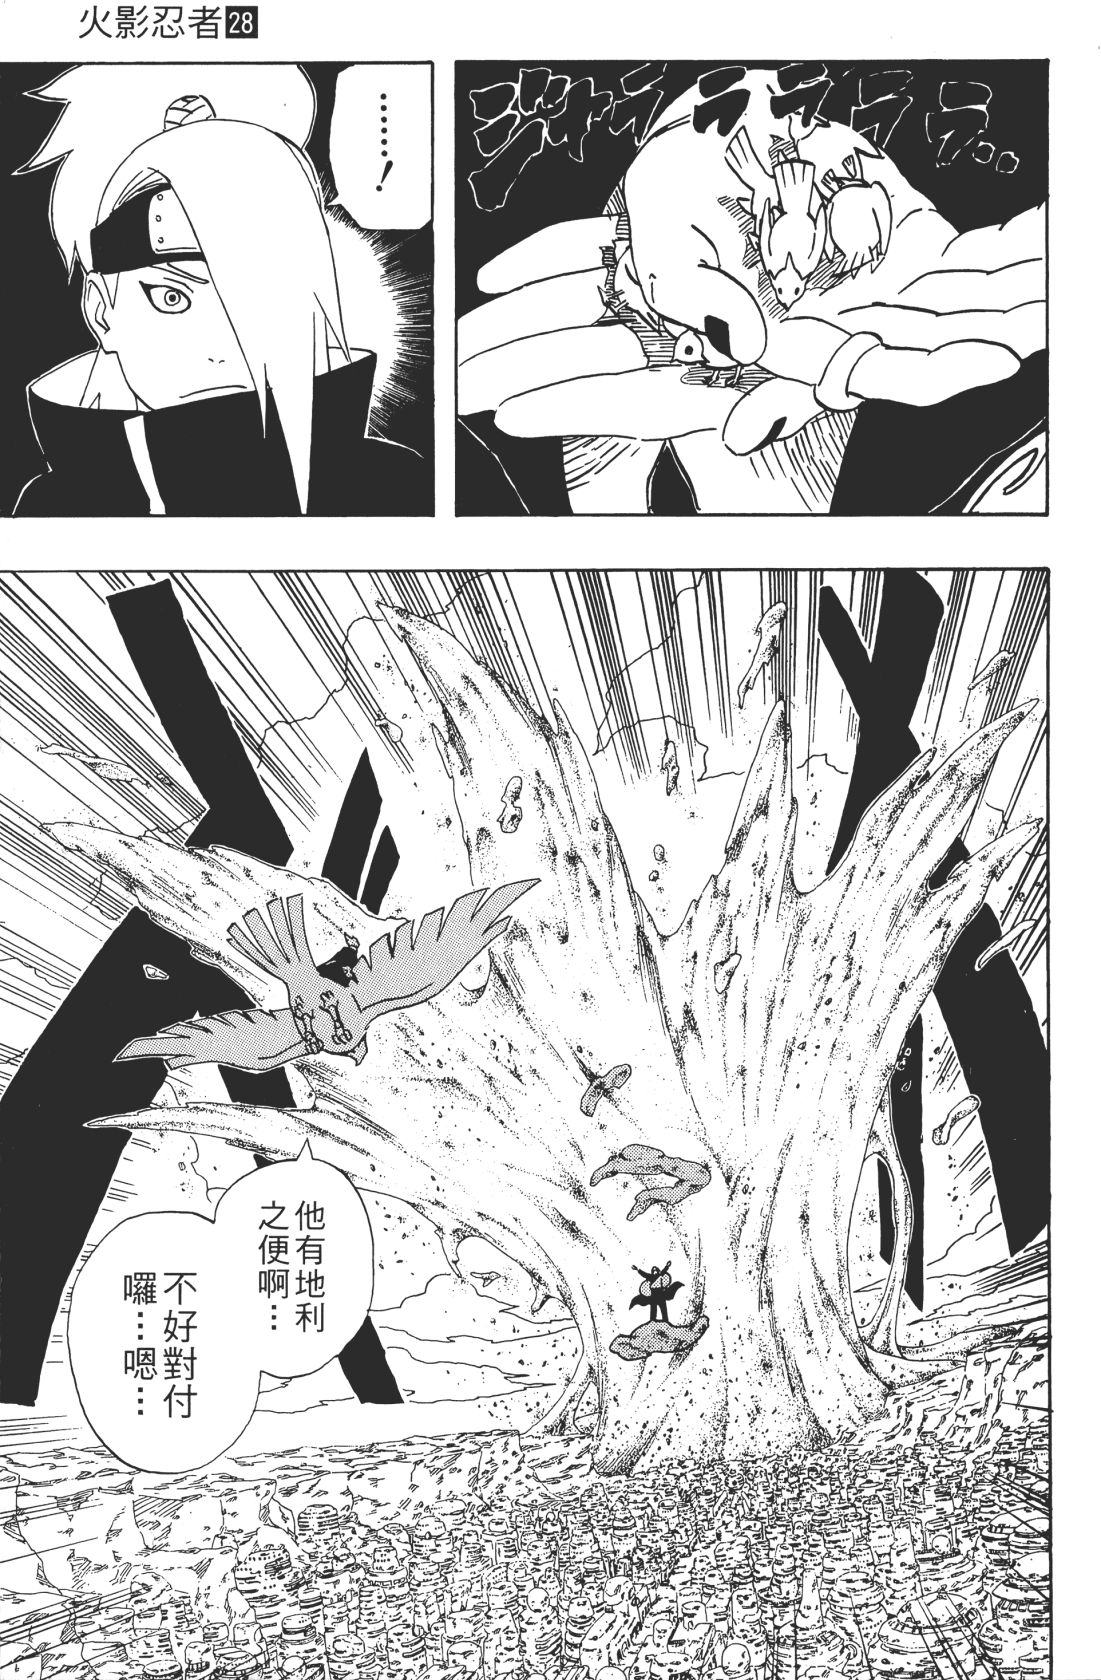 火影忍者28
ジャララララ…
……！
他有地利
之便啊…
不好對付
囉…嗯…